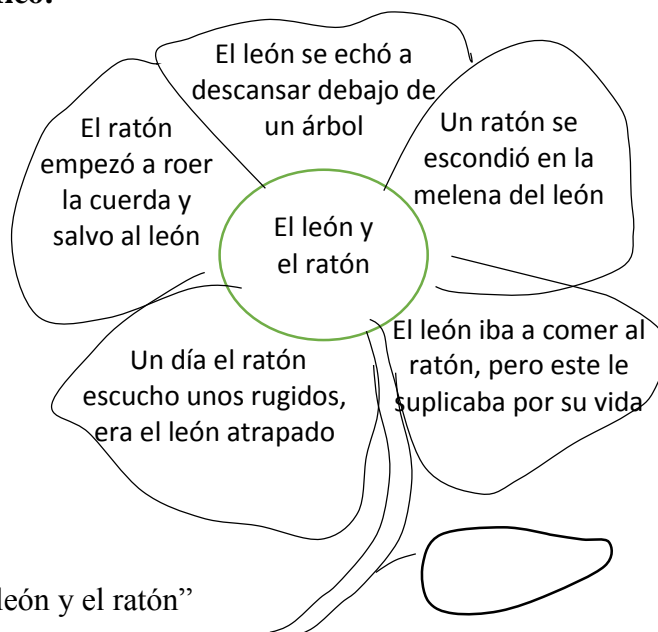 El león se echó a
descansar debajo de
un árbol
Un ratón se
escondió en la
melena del león
El león iba a comer al
ratón, pero este le
suplicaba por su vida
Un día el ratón
escucho unos rugidos,
era el león atrapado
El ratón
empezó a roer
la cuerda y
salvo al león
El león y
el ratón
león y el ratón”